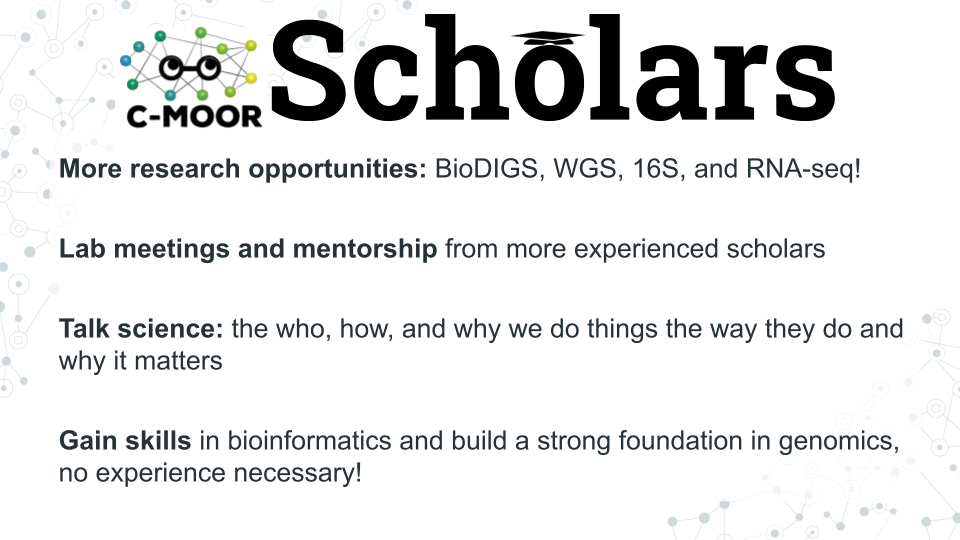 C-MOOR
Scholars
More research opportunities: BioDIGS, WGS, 16S, and RNA-seq!
Lab meetings and mentorship from more experienced scholars
Talk science: the who, how, and why we do things the way they do and
why it matters
Gain skills in bioinformatics and build a strong foundation in genomics,
no experience necessary!